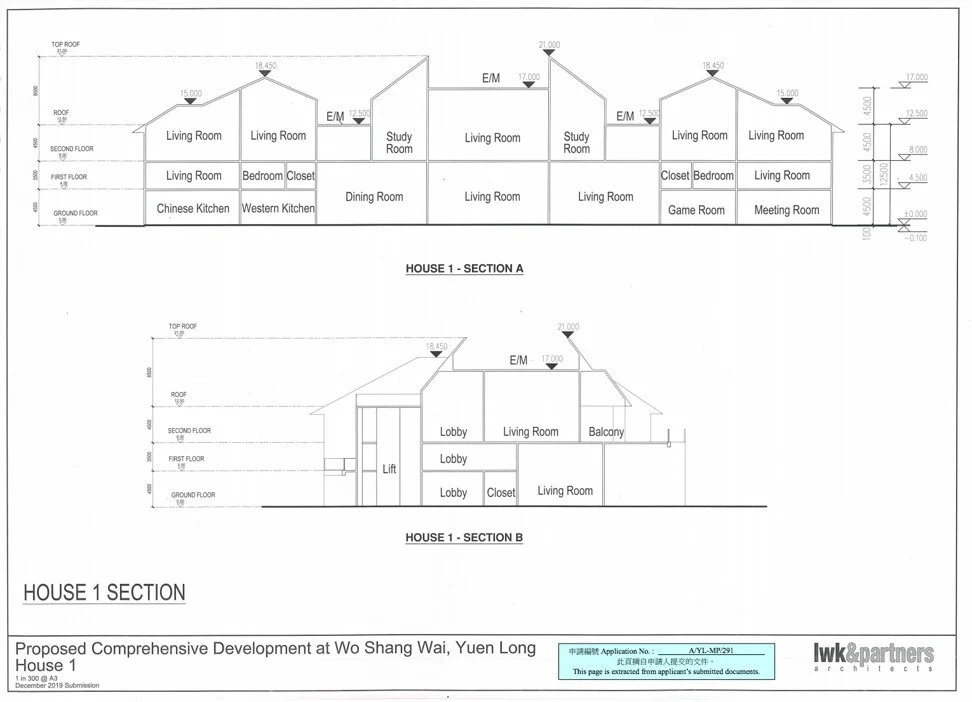 TOP ROOF
21.00
ROOF
12.50
SECOND FLOOR
8.00
FIRST FLOOR
4.50
GROUND FLOOR
0.00
8500
4500
3500
4500
15.000
18.450
E/M
12.500
21.000
E/M
17.000
E/M
12.500
18.450
15.000
Living Room
Living Room
Study
Room
Living Room
Study
Room
Living Room
Living Room
Living Room
Bedroom
Closet
Dining Room
Living Room
Living Room
Closet
Bedroom
Living Room
Chinese Kitchen
Western Kitchen
Game Room
Meeting Room
4500
4500
3500
4500
12500
100
17.000
12.500
8.000
4.500
±0.000
−0.100
HOUSE 1 - SECTION A
TOP ROOF
21.00
ROOF
12.50
SECOND FLOOR
8.00
FIRST FLOOR
4.50
GROUND FLOOR
0.00
8500
4500
3500
4500
18.450
21.000
E/M
17.000
Lobby
Living Room
Balcony
Lobby
Lift
Lobby
Closet
Living Room
HOUSE 1 - SECTION B
HOUSE 1 SECTION
Proposed Comprehensive Development at Wo Shang Wai, Yuen Long
House 1
1 in 300 @ A3
December 2019 Submission
申請編號 Application No. : A/YL-MP/291
此頁摘自申請人提交的文件。
This page is extracted from applicant's submitted documents.
lwk&partners
architects